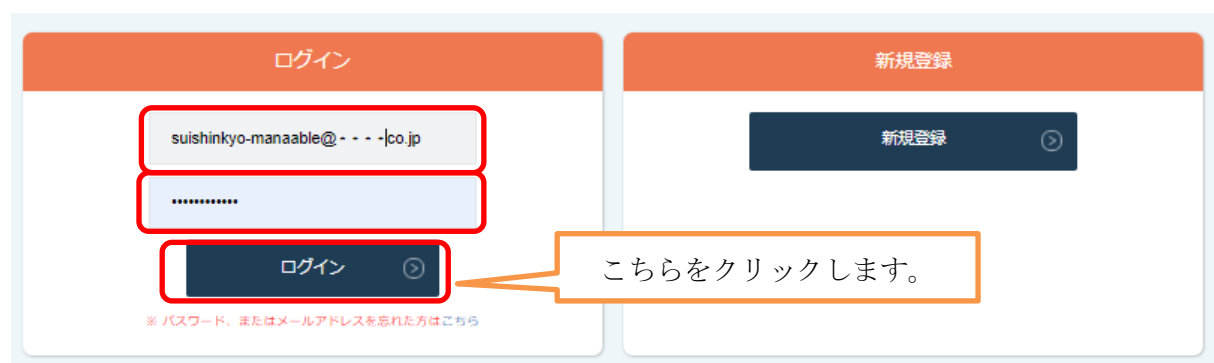 ログイン
suishinkyo-manaable@- - - -co.jp
••••••••••••
ログイン
※ パスワード、またはメールアドレスを忘れた方はこちら
新規登録
新規登録
こちらをクリックします。